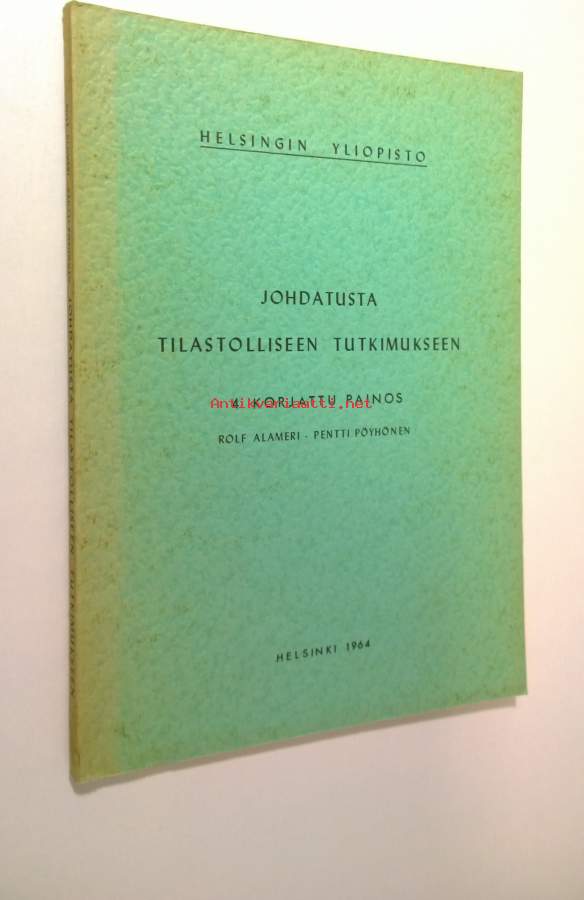 HELSINGIN YLIOPISTO
JOHDATUSTA
TILASTOLLISEEN TUTKIMUKSEEN
4. KORJATTU PAINOS
Antikvariaatti.net
ROLF ALAMERI - PENTTI PÖYHÖNEN
HELSINKI 1964
JOHDATUSTA TILASTOLLISEEN TUTKIMUKSEEN